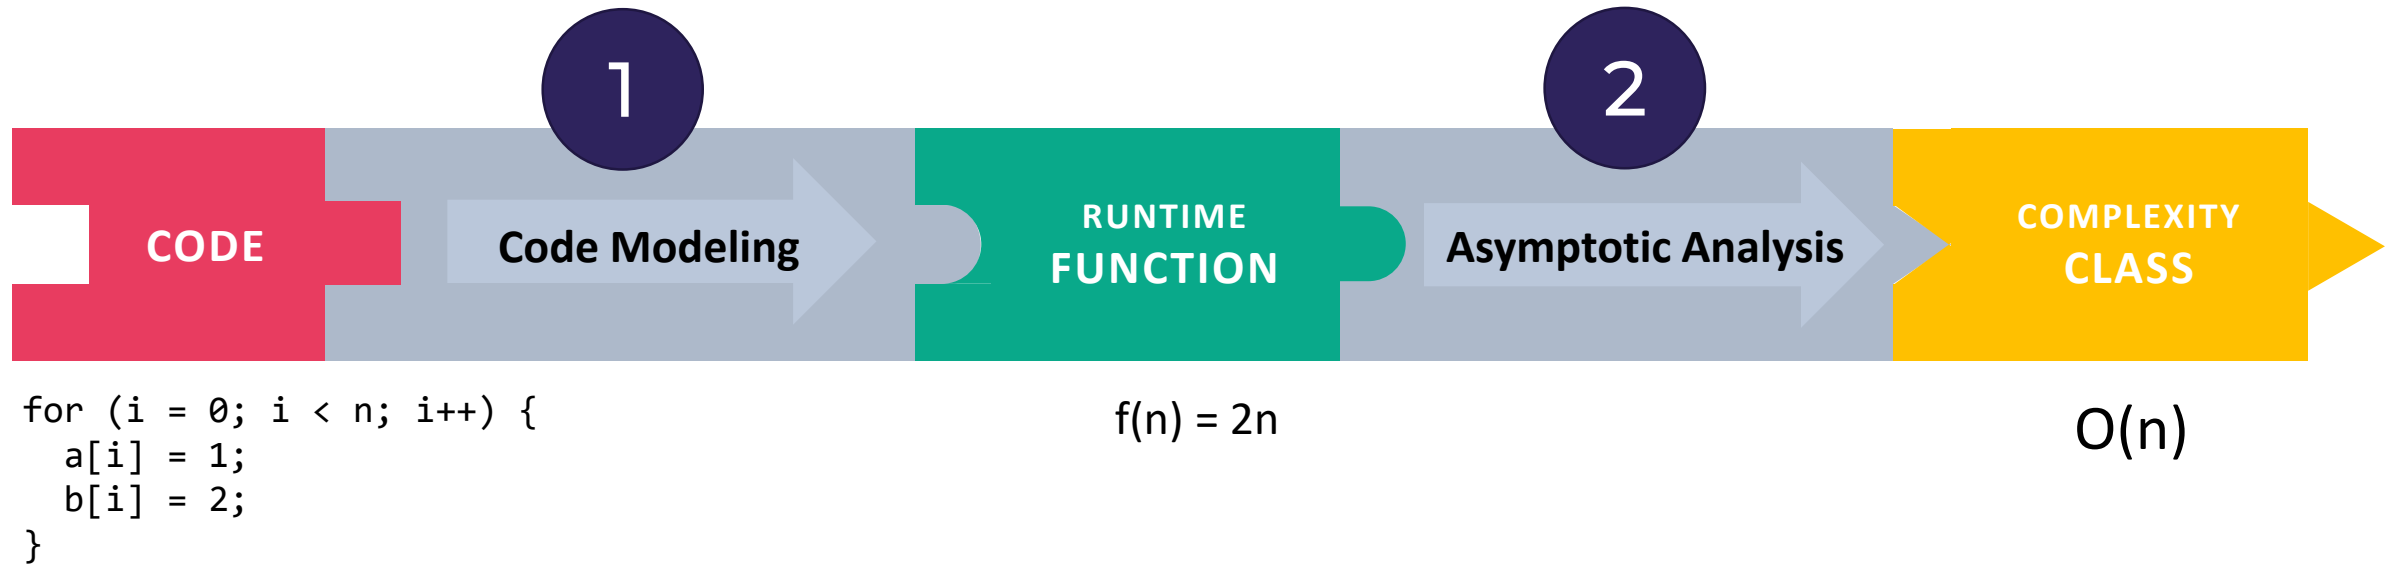 1
2
CODE
Code Modeling
RUNTIME
FUNCTION
Asymptotic Analysis
COMPLEXITY
CLASS
for (i = 0; i < n; i++) {
  a[i] = 1;
  b[i] = 2;
}
f(n) = 2n
O(n)